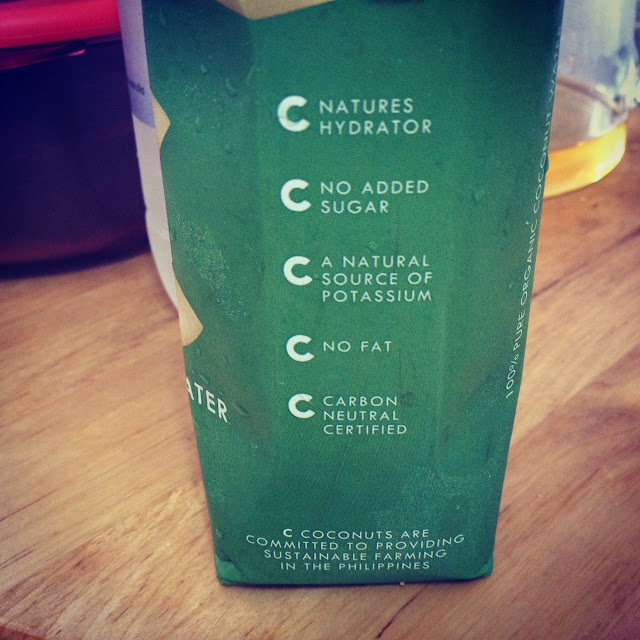 C NATURES
HYDRATOR
C NO ADDED
SUGAR
C A NATURAL
SOURCE OF
POTASSIUM
C NO FAT
C CARBON
NEUTRAL
CERTIFIED
C COCONUTS ARE
COMMITTED TO PROVIDING
SUSTAINABLE FARMING
IN THE PHILIPPINES
ATER
100% PURE ORGANIC COCONUT